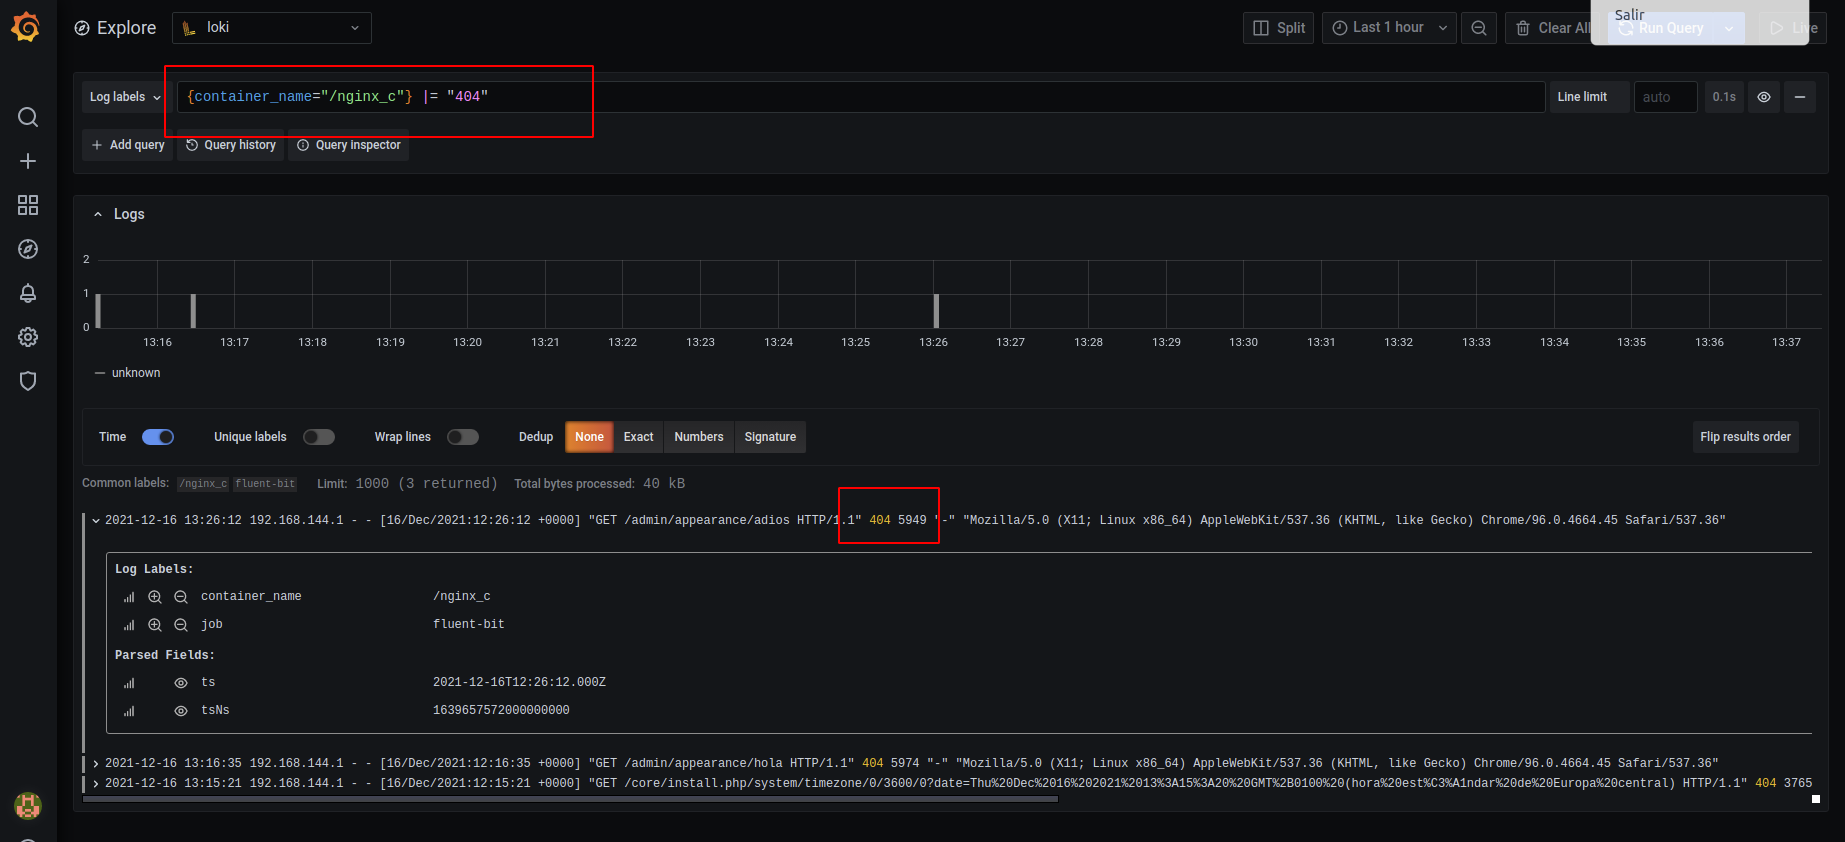 Explore
loki
Split
Last 1 hour
Clear All
Salir
Run Query
Live
Log labels
{container_name="/nginx_c"} |= "404"
Line limit
auto
0.1s
Add query
Query history
Query inspector
Logs
2
1
0
13:16 13:17 13:18 13:19 13:20 13:21 13:22 13:23 13:24 13:25 13:26 13:27 13:28 13:29 13:30 13:31 13:32 13:33 13:34 13:35 13:36 13:37
unknown
Time
Unique labels
Wrap lines
Dedup
None Exact Numbers Signature
Flip results order
Common labels: /nginx_c fluent-bit Limit: 1000 (3 returned) Total bytes processed: 40 kB
2021-12-16 13:26:12 192.168.144.1 - - [16/Dec/2021:12:26:12 +0000] "GET /admin/appearance/adios HTTP/1.1" 404 5949 "-" "Mozilla/5.0 (X11; Linux x86_64) AppleWebKit/537.36 (KHTML, like Gecko) Chrome/96.0.4664.45 Safari/537.36"
Log Labels:
container_name /nginx_c
job fluent-bit
Parsed Fields:
ts 2021-12-16T12:26:12.000Z
tsNs 1639657572000000000
2021-12-16 13:16:35 192.168.144.1 - - [16/Dec/2021:12:16:35 +0000] "GET /admin/appearance/hola HTTP/1.1" 404 5974 "-" "Mozilla/5.0 (X11; Linux x86_64) AppleWebKit/537.36 (KHTML, like Gecko) Chrome/96.0.4664.45 Safari/537.36"
2021-12-16 13:15:21 192.168.144.1 - - [16/Dec/2021:12:15:21 +0000] "GET /core/install.php/system/timezone/0/3600/0?date=Thu%20Dec%2016%202021%2013%3A15%3A20%20GMT%2B0100%20(hora%20est%C3%A1ndar%20de%20Europa%20central) HTTP/1.1" 404 3765